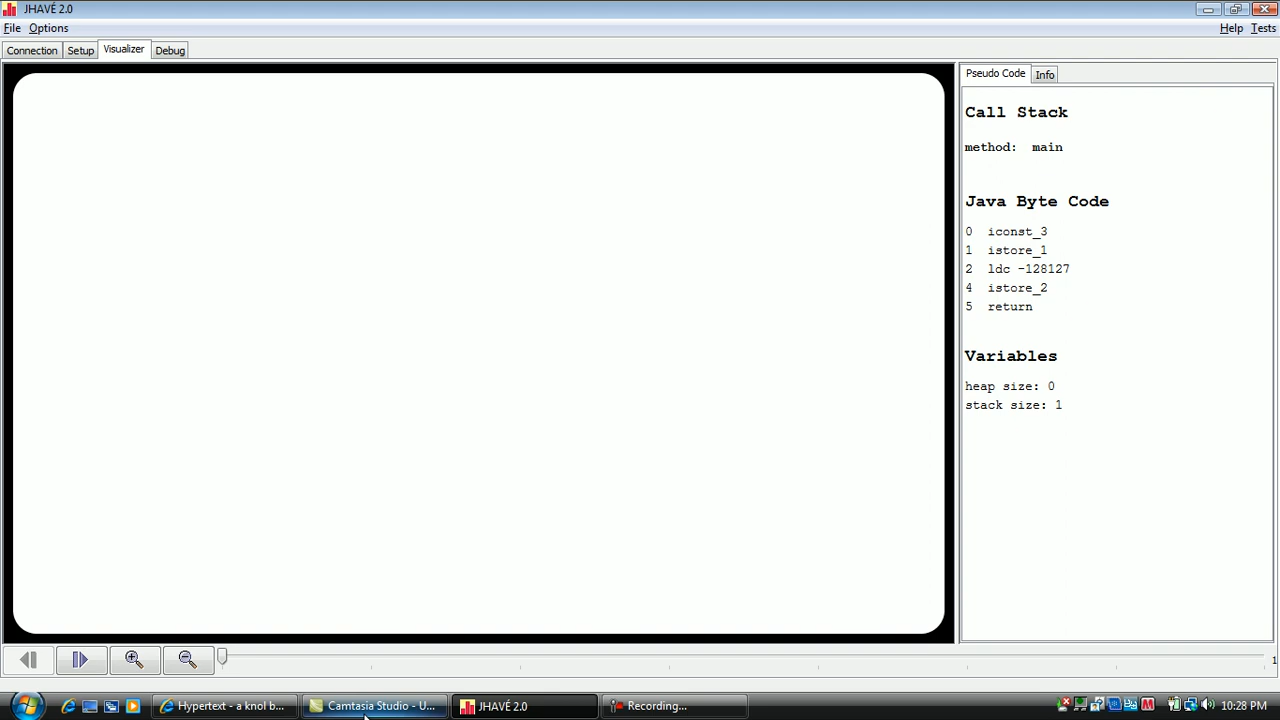 JHAVÉ 2.0
File Options Help Tests
Connection Setup Visualizer Debug
Pseudo Code Info
Call Stack
method: main
Java Byte Code
0 iconst_3
1 istore_1
2 ldc -128127
4 istore_2
5 return
Variables
heap size: 0
stack size: 1
1
Hypertext - a knol b... Camtasia Studio - U... JHAVÉ 2.0 Recording... 10:28 PM